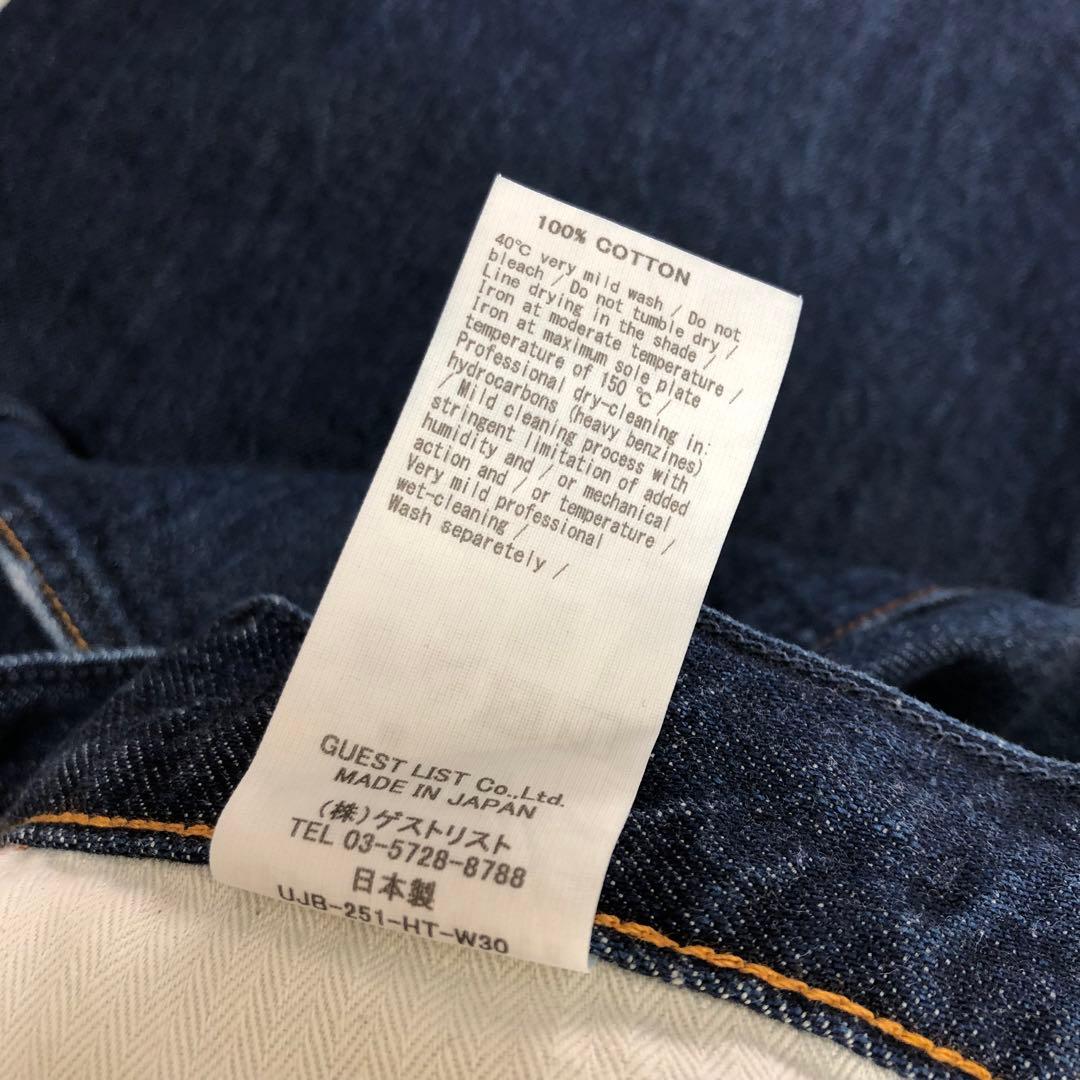 100% COTTON
40℃ very mild wash / Do not
bleach / Do not tumble dry /
Line drying in the shade /
Iron at moderate temperature /
Iron at maximum sole plate
temperature of 150 ℃ /
Professional dry-cleaning in:
hydrocarbons (heavy benzines)
/ Mild cleaning process with
stringent limitation of added
humidity and / or mechanical
action and / or temperature /
Very mild professional
wet-cleaning /
Wash separetely /
GUEST LIST Co.,Ltd.
MADE IN JAPAN
(株)ゲストリスト
TEL 03-5728-8788
日本製
UJB-251-HT-W30